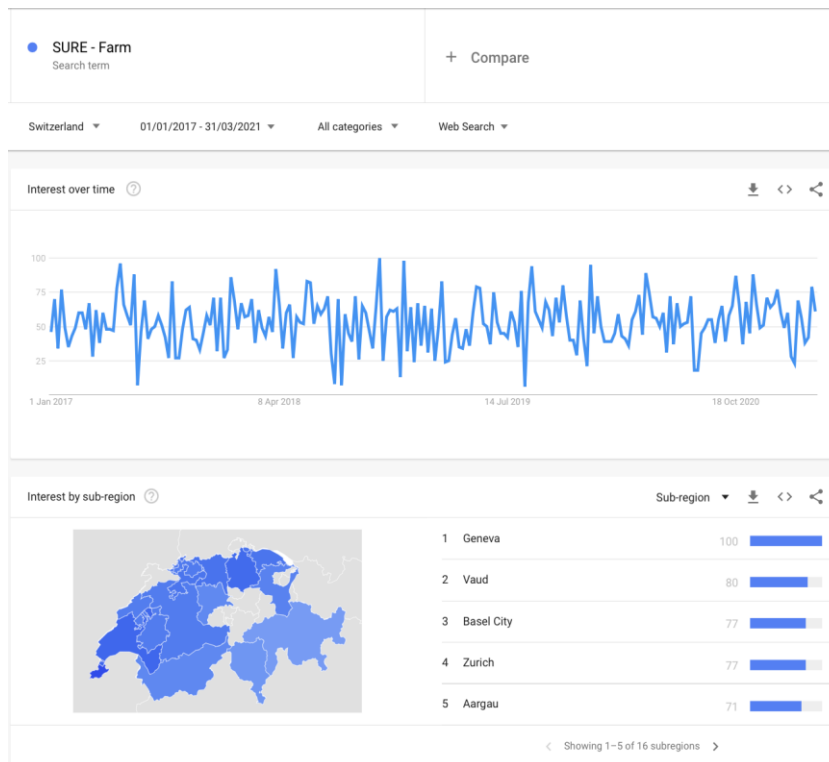 SURE - Farm
Search term
+ Compare
Switzerland 01/01/2017 - 31/03/2021 All categories Web Search
Interest over time ?
100
75
50
25
1 Jan 2017 8 Apr 2018 14 Jul 2019 18 Oct 2020
Interest by sub-region ? Sub-region
1 Geneva 100
2 Vaud 80
3 Basel City 77
4 Zurich 77
5 Aargau 71
Showing 1–5 of 16 subregions